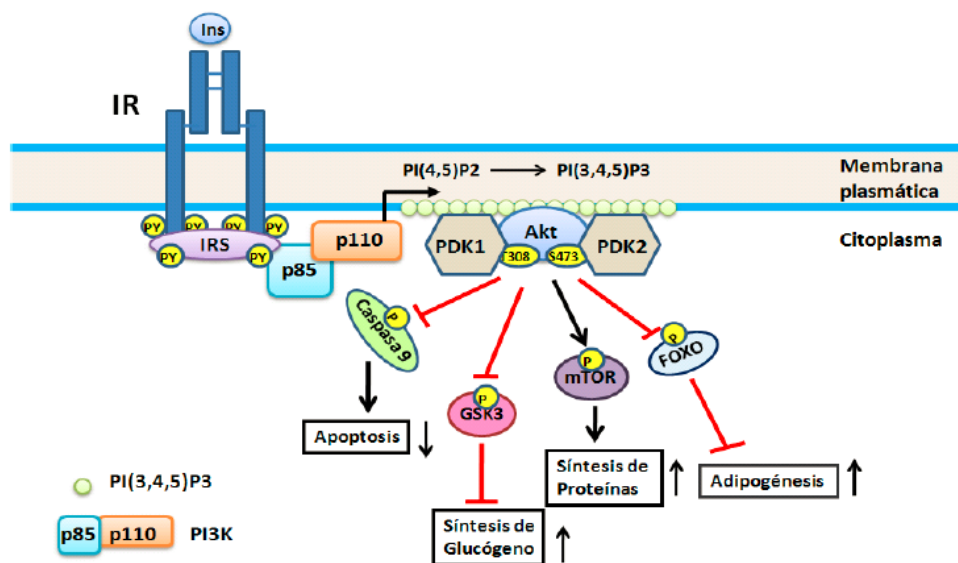 Ins
IR
PI(4,5)P2
PI(3,4,5)P3
Membrana
plasmática
Citoplasma
PY
PY
PY
PY
IRS
PY
PY
p85
p110
PDK1
Akt
PDK2
T308
S473
P
Caspasa 9
P
GSK3
P
mTOR
P
FOXO
Apoptosis
Síntesis de
Glucógeno
Síntesis de
Proteínas
Adipogénesis
PI(3,4,5)P3
p85
p110
PI3K